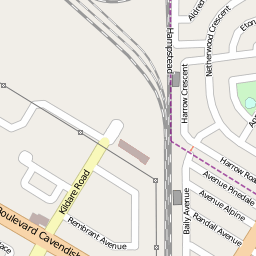 Aldred
Netherwood Crescent
Eton
Hampstead
Harrow Crescent
Harrow Road
Kildare Road
Avenue Pinedale
Avenue Alpine
Baily Avenue
Randall Avenue
Boulevard Cavendish
Rembrant Avenue